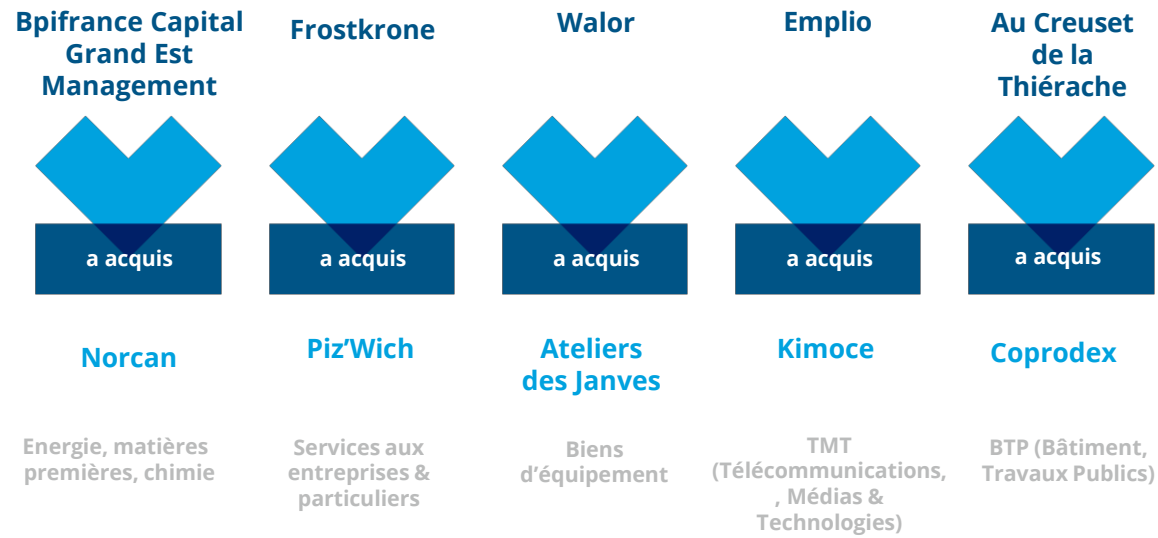 Bpifrance Capital
Grand Est
Management
Frostkrone
Walor
Emplio
Au Creuset
de la
Thiérache
a acquis
a acquis
a acquis
a acquis
a acquis
Norcan
Piz’Wich
Ateliers
des Janves
Kimoce
Coprodex
Energie, matières
premières, chimie
Services aux
entreprises &
particuliers
Biens
d’équipement
TMT
(Télécommunications,
, Médias &
Technologies)
BTP (Bâtiment,
Travaux Publics)